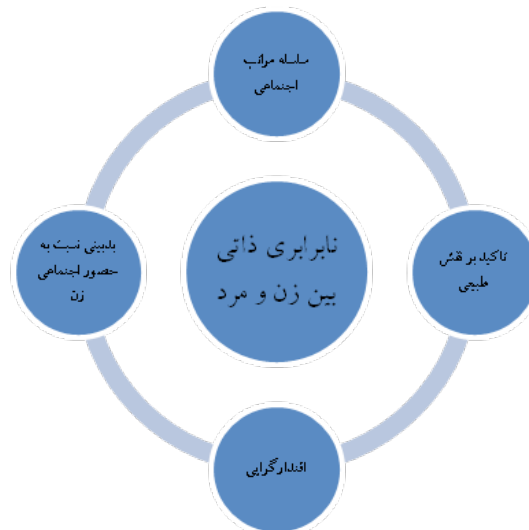 سلسله مراتب
اجتماعی
نابرابری ذاتی
بین زن و مرد
تاکید بر نقش
طبیعی
اقتدارگرایی
بدبینی نسبت به
حضور اجتماعی
زن